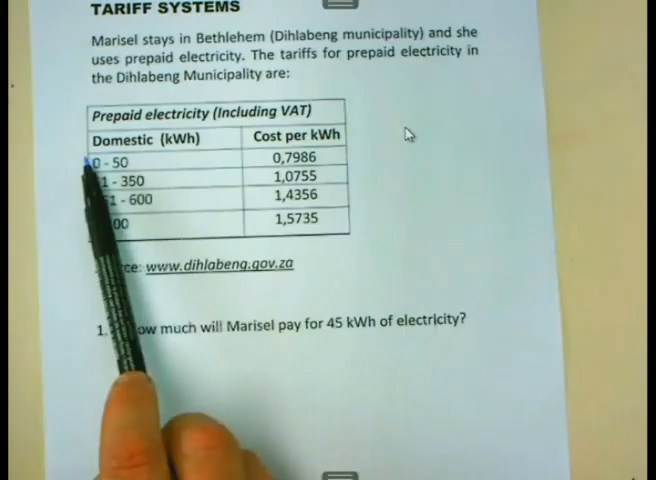 TARIFF SYSTEMS
Marisel stays in Bethlehem (Dihlabeng municipality) and she
uses prepaid electricity. The tariffs for prepaid electricity in
the Dihlabeng Municipality are:
Prepaid electricity (Including VAT)
Domestic (kWh) Cost per kWh
0 - 50 0,7986
1 - 350 1,0755
1 - 600 1,4356
00 1,5735
ce: www.dihlabeng.gov.za
1. ow much will Marisel pay for 45 kWh of electricity?